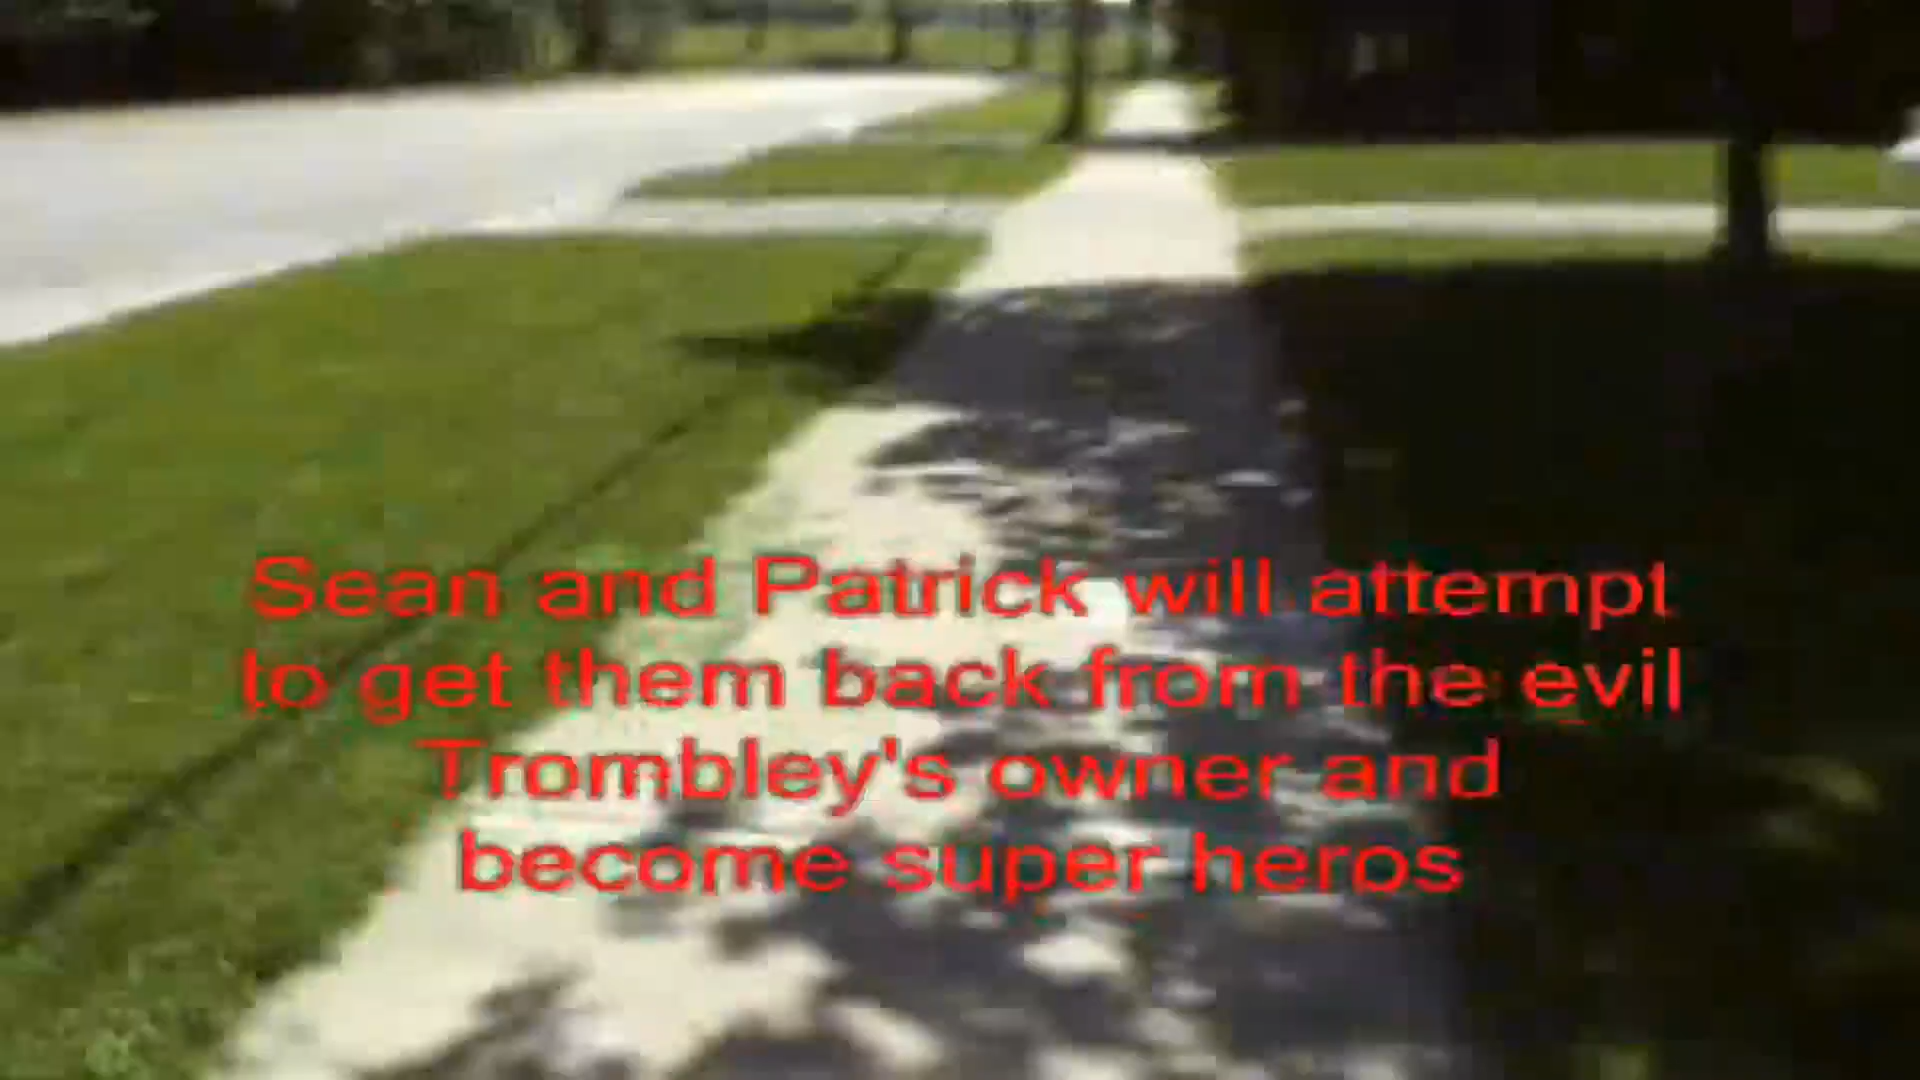 Sean and Patrick will attempt
to get them back from the evil
Trombley's owner and
become super heros